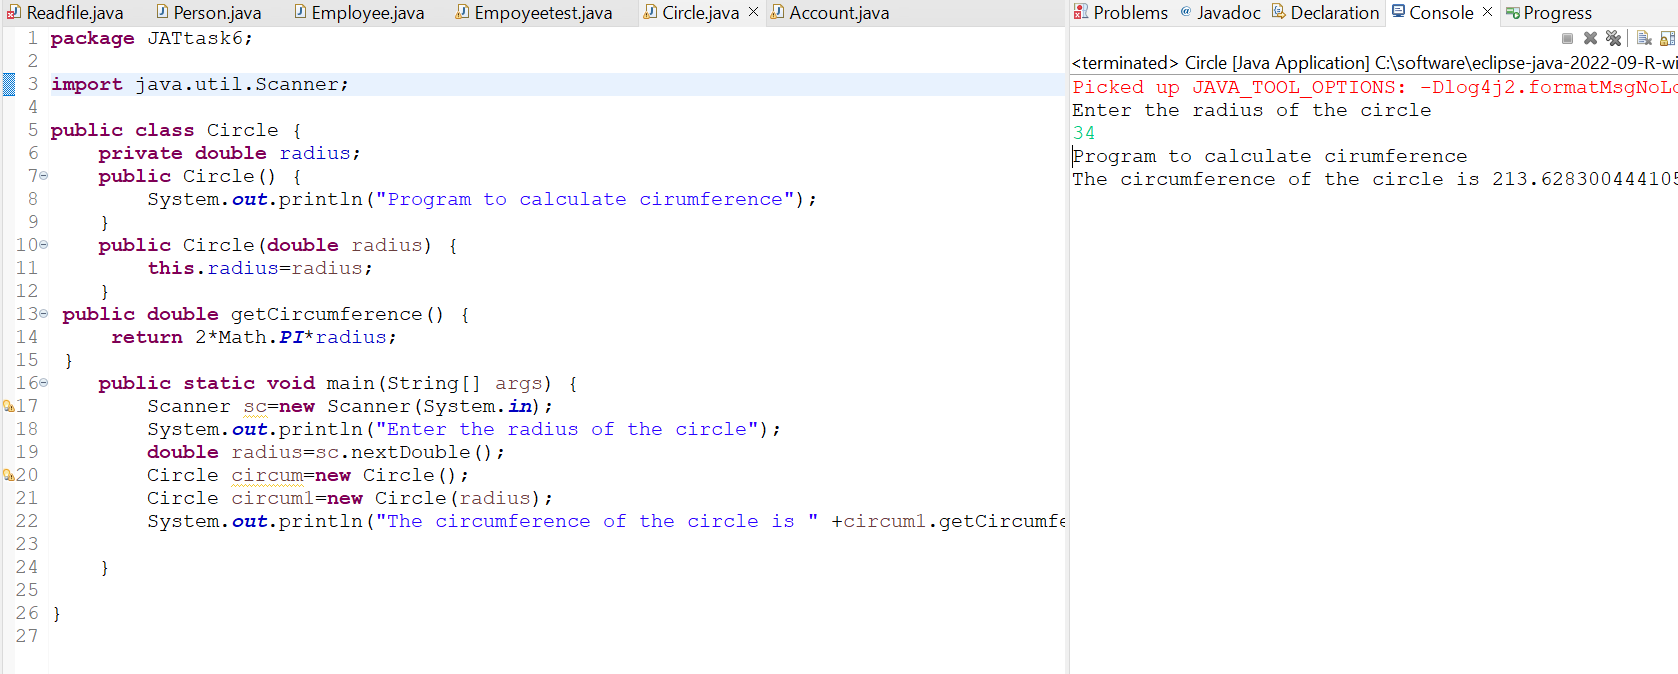 Readfile.java Person.java Employee.java Empoyeetest.java Circle.java Account.java
1 package JATtask6;
2
3 import java.util.Scanner;
4
5 public class Circle {
6 private double radius;
7 public Circle() {
8 System.out.println("Program to calculate cirumference");
9 }
10 public Circle(double radius) {
11 this.radius=radius;
12 }
13 public double getCircumference() {
14 return 2*Math.PI*radius;
15 }
16 public static void main(String[] args) {
17 Scanner sc=new Scanner(System.in);
18 System.out.println("Enter the radius of the circle");
19 double radius=sc.nextDouble();
20 Circle circum=new Circle();
21 Circle circum1=new Circle(radius);
22 System.out.println("The circumference of the circle is " +circum1.getCircumfe
23
24 }
25
26 }
27
Problems Javadoc Declaration Console Progress
<terminated> Circle [Java Application] C:\software\eclipse-java-2022-09-R-wi
Picked up JAVA_TOOL_OPTIONS: -Dlog4j2.formatMsgNoLo
Enter the radius of the circle
34
Program to calculate cirumference
The circumference of the circle is 213.628300444105